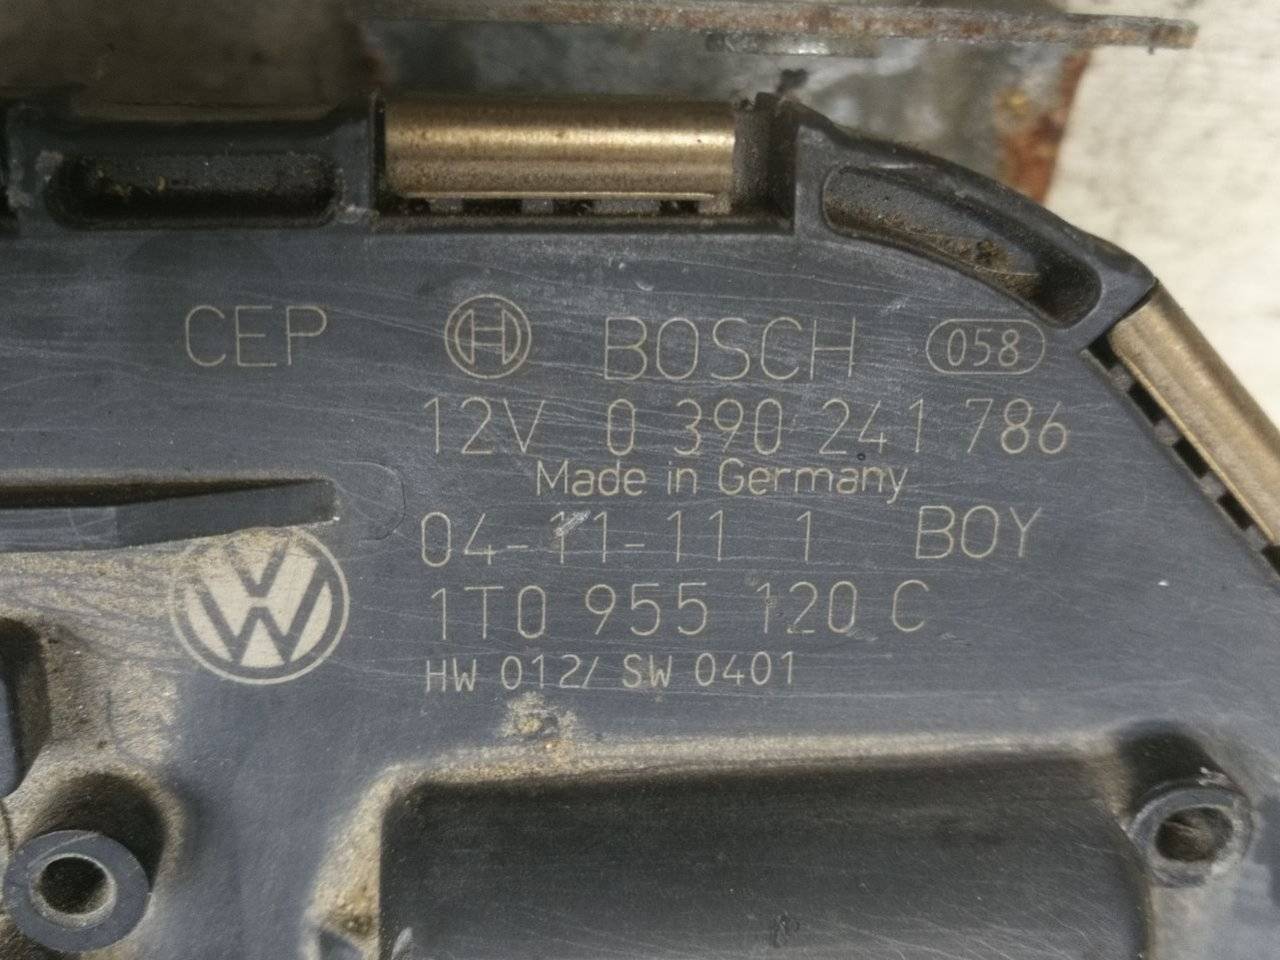 CEP BOSCH 058
12V 0 390 241 786
Made in Germany
04-11-11 1 BOY
1T0 955 120 C
HW 012/ SW 0401